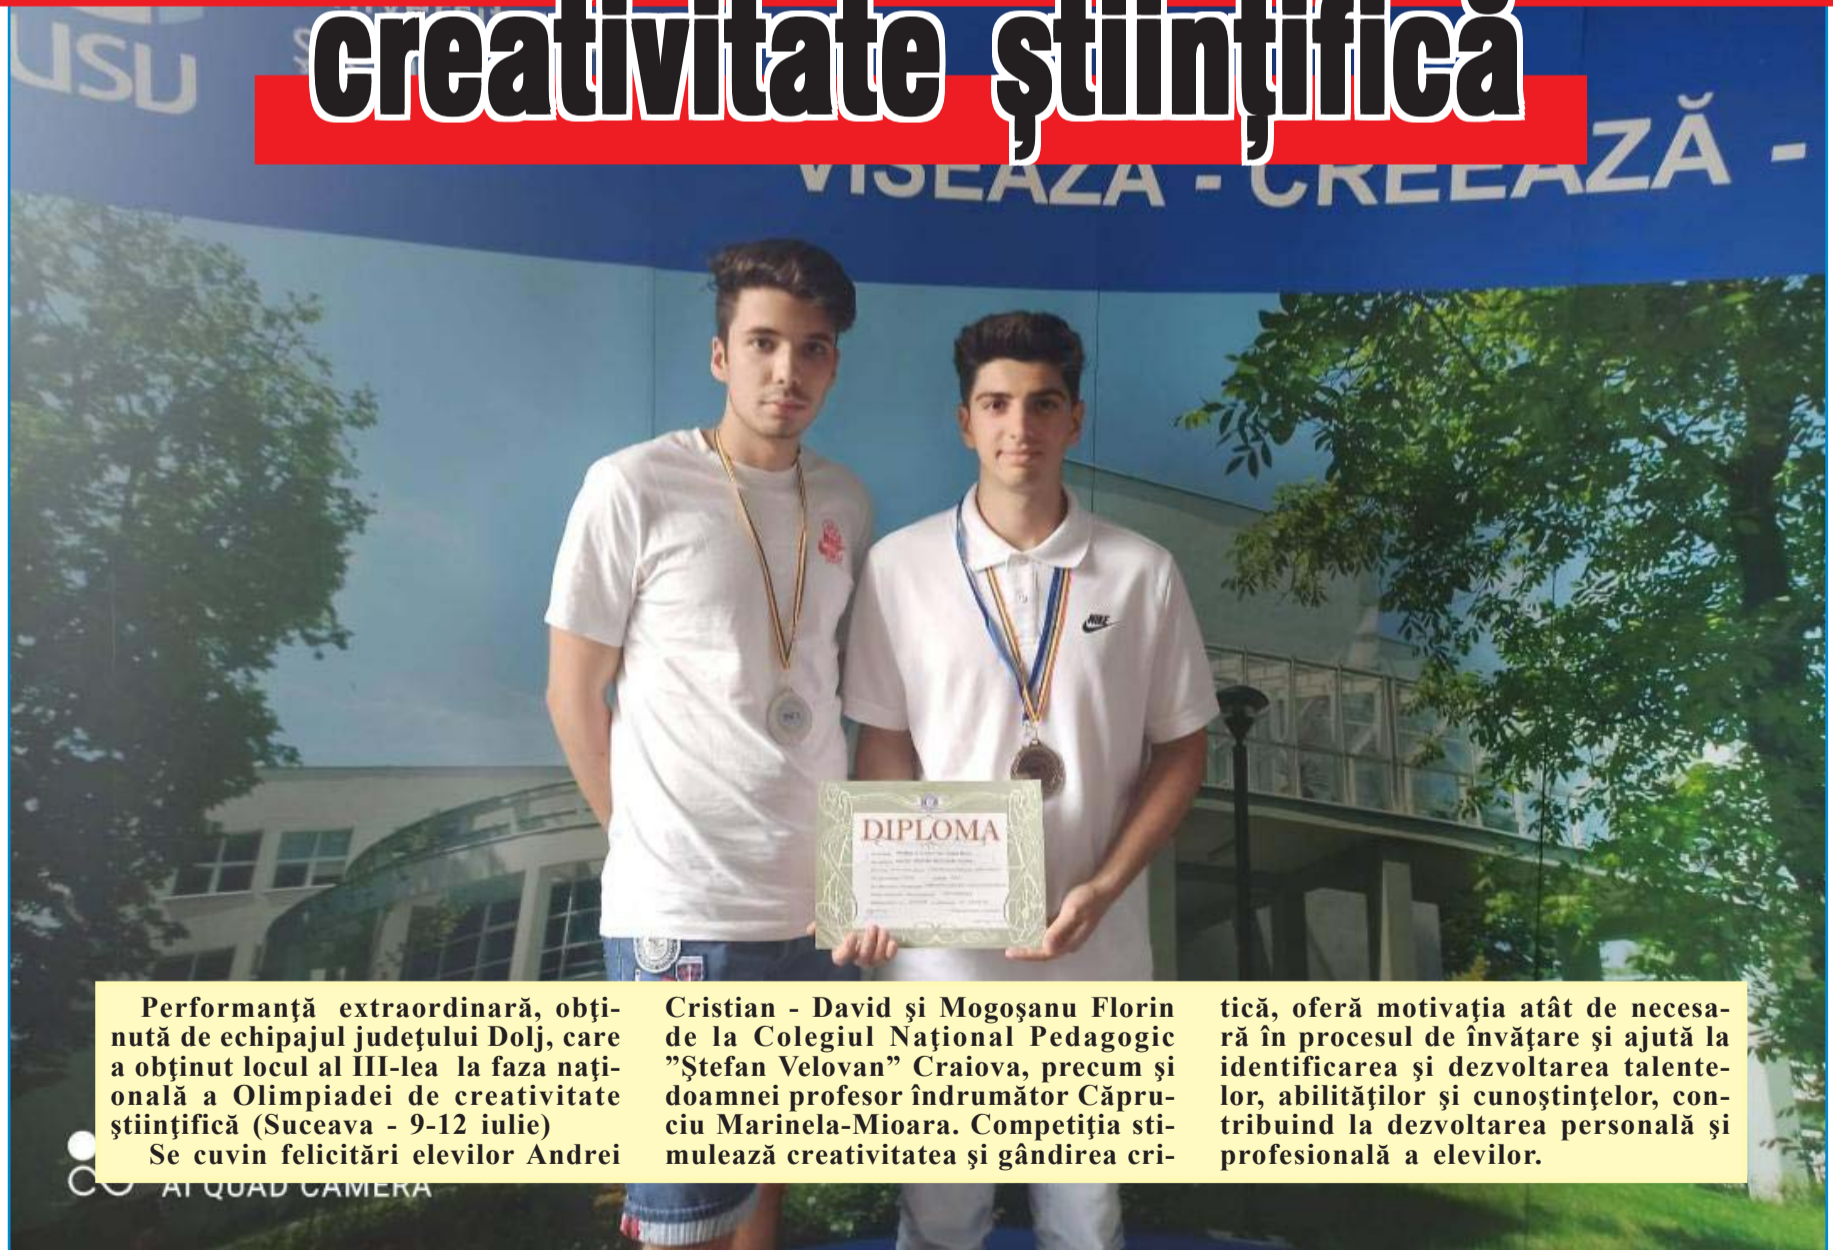 creativitate ştiinţifică
USU
VISEAZĂ - CREEAZĂ -
NIKE
DIPLOMA
Performanţă extraordinară, obţi-
nută de echipajul judeţului Dolj, care
a obţinut locul al III-lea la faza naţi-
onală a Olimpiadei de creativitate
ştiinţifică (Suceava - 9-12 iulie)
Se cuvin felicitări elevilor Andrei
Cristian - David şi Mogoşanu Florin
de la Colegiul Naţional Pedagogic
”Ştefan Velovan” Craiova, precum şi
doamnei profesor îndrumător Căpru-
ciu Marinela-Mioara. Competiţia sti-
mulează creativitatea şi gândirea cri-
tică, oferă motivaţia atât de necesa-
ră în procesul de învăţare şi ajută la
identificarea şi dezvoltarea talente-
lor, abilităţilor şi cunoştinţelor, con-
tribuind la dezvoltarea personală şi
profesională a elevilor.
AI QUAD CAMERA